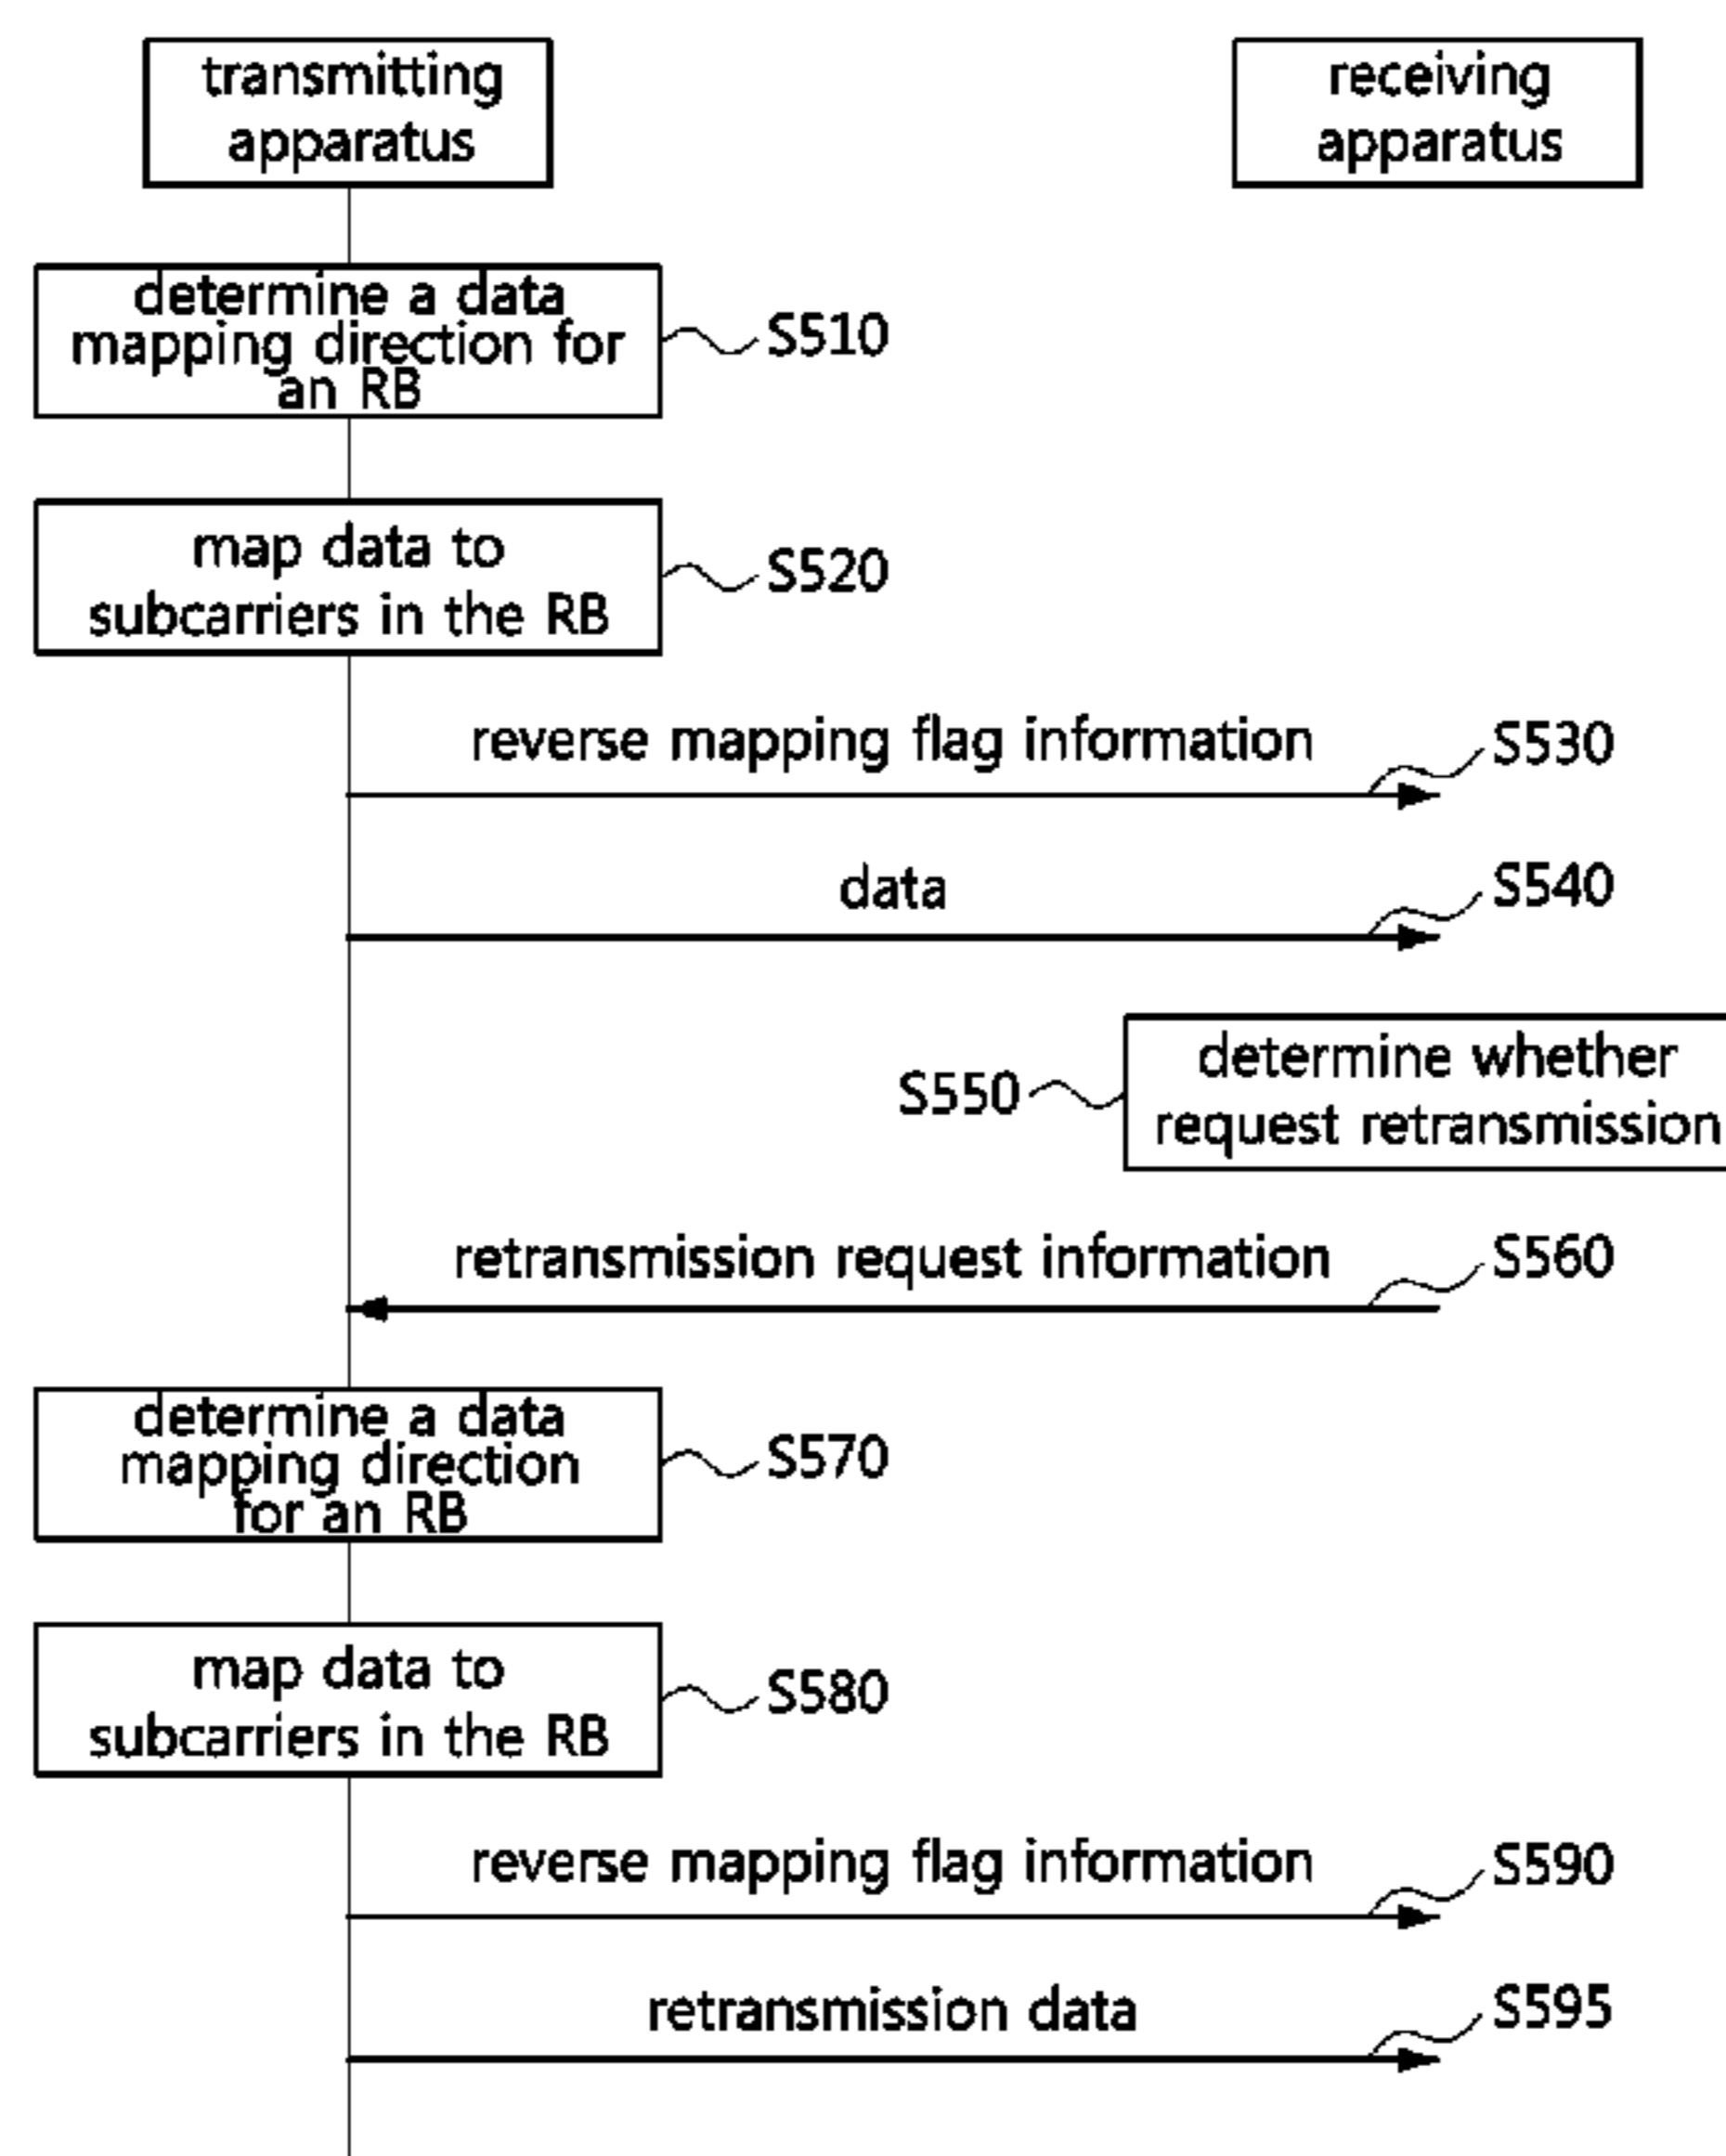 transmitting
apparatus
receiving
apparatus
determine a data
mapping direction for
an RB
S510
map data to
subcarriers in the RB
S520
reverse mapping flag information
S530
data
S540
determine whether
request retransmission
S550
retransmission request information
S560
determine a data
mapping direction
for an RB
S570
map data to
subcarriers in the RB
S580
reverse mapping flag information
S590
retransmission data
S595